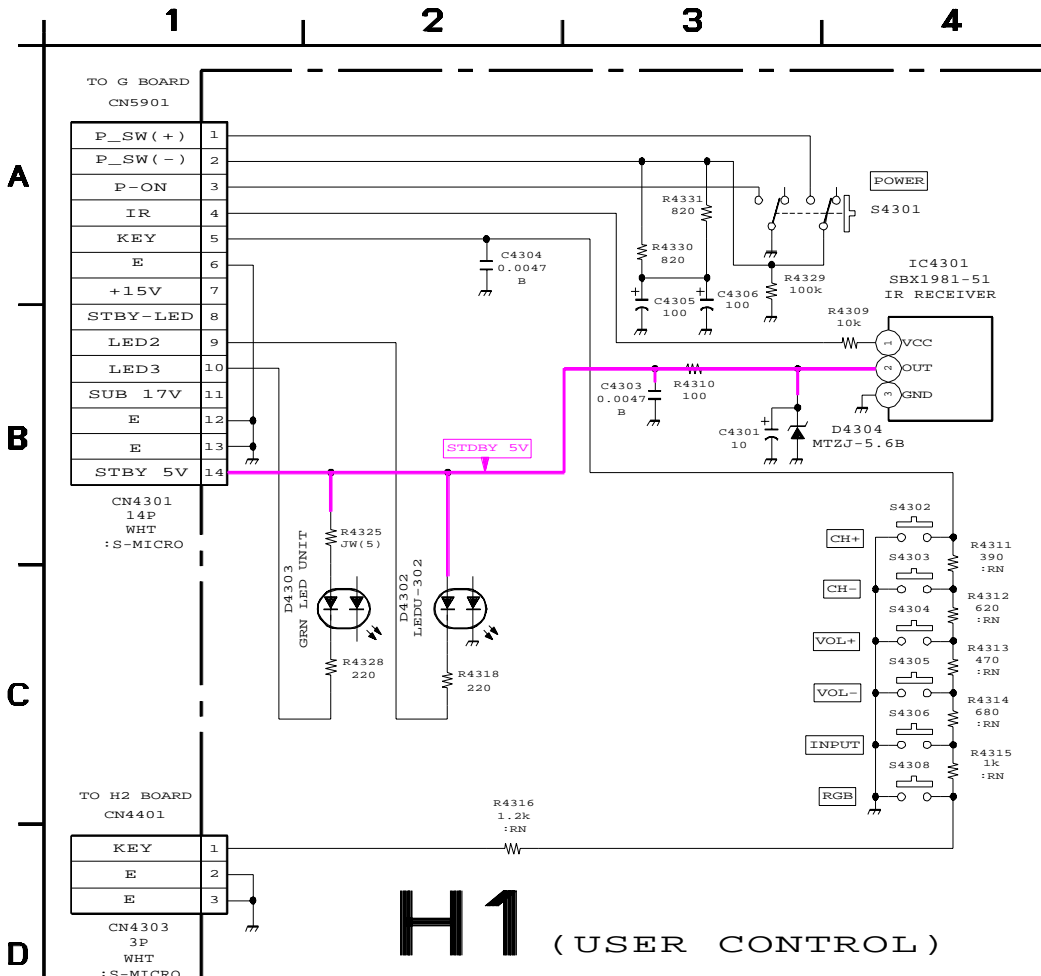 1 2 3 4
A
B
C
D
TO G BOARD
CN5901
P_SW(+) 1
P_SW(-) 2
P-ON 3
IR 4
KEY 5
E 6
+15V 7
STBY-LED 8
LED2 9
LED3 10
SUB 17V 11
E 12
E 13
STBY 5V 14
CN4301
14P
WHT
:S-MICRO
C4304
0.0047
B
R4331
820
R4330
820
C4305
100
C4306
100
R4329
100k
POWER
S4301
IC4301
SBX1981-51
IR RECEIVER
R4309
10k
1 VCC
2 OUT
3 GND
C4303
0.0047
B
R4310
100
C4301
10
D4304
MTZJ-5.6B
STDBY 5V
R4325
JW(5)
D4303
GRN LED UNIT
D4302
LEDU-302
R4328
220
R4318
220
S4302
CH+
R4311
390
:RN
S4303
CH-
R4312
620
:RN
S4304
VOL+
R4313
470
:RN
S4305
VOL-
R4314
680
:RN
S4306
INPUT
R4315
1k
:RN
S4308
RGB
TO H2 BOARD
CN4401
KEY 1
E 2
E 3
CN4303
3P
WHT
:S-MICRO
R4316
1.2k
:RN
H1 (USER CONTROL)